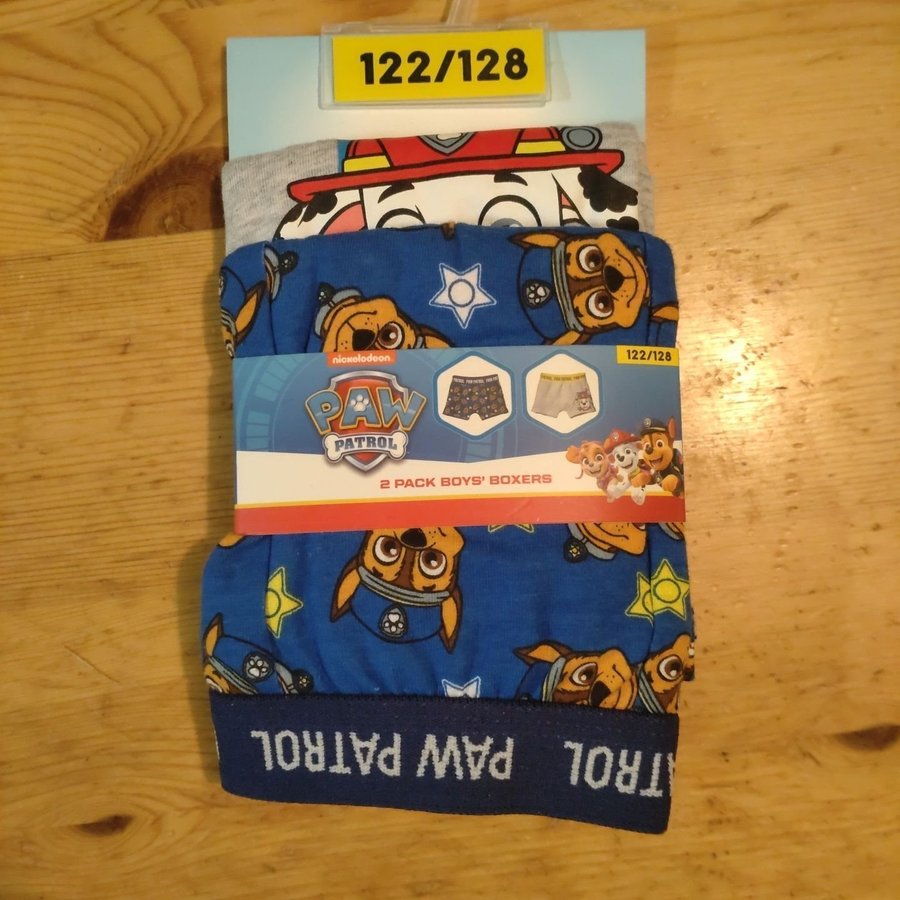 122/128
nickelodeon
122/128
PAW
PATROL
2 PACK BOYS' BOXERS
PAW PATROL
PATROL